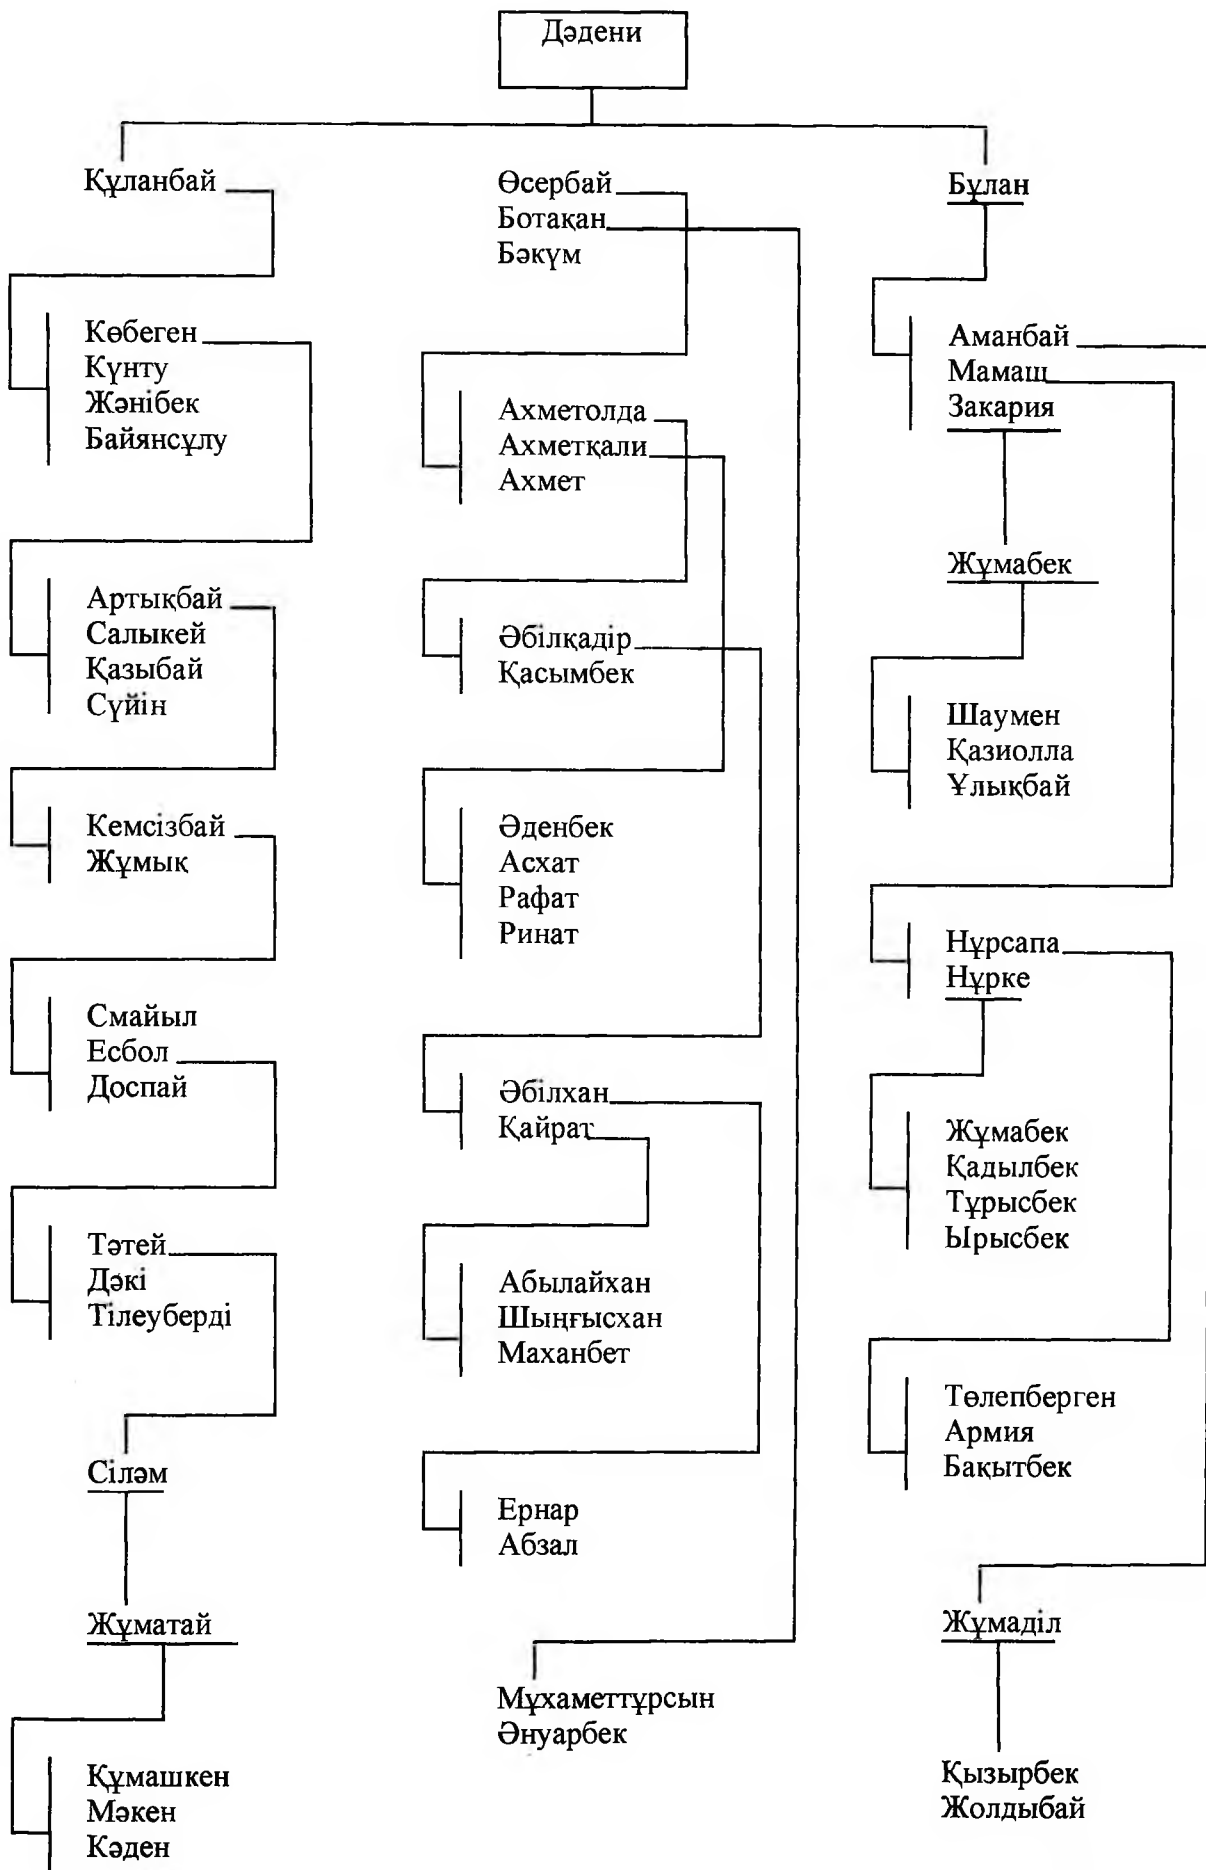 Дәдени
Құланбай
Көбеген
Күнту
Жәнібек
Байянсұлу
Артықбай
Салыкей
Қазыбай
Сүйін
Кемсізбай
Жұмық
Смайыл
Есбол
Доспай
Тәтей
Дәкі
Тілеуберді
Сіләм
Жұматай
Құмашкен
Мәкен
Кәден
Өсербай
Ботақан
Бәкүм
Ахметолда
Ахметқали
Ахмет
Әбілқадір
Қасымбек
Әденбек
Асхат
Рафат
Ринат
Әбілхан
Қайрат
Абылайхан
Шыңғысхан
Маханбет
Ернар
Абзал
Мұхаметтұрсын
Әнуарбек
Бұлан
Аманбай
Мамаш
Закария
Жұмабек
Шаумен
Қазиолла
Ұлықбай
Нұрсапа
Нұрке
Жұмабек
Қадылбек
Тұрысбек
Ырысбек
Төлепберген
Армия
Бақытбек
Жұмаділ
Қызырбек
Жолдыбай